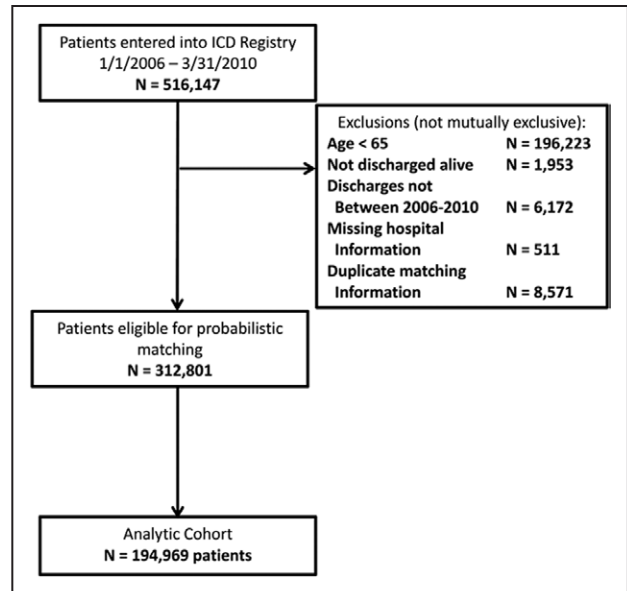 Patients entered into ICD Registry
1/1/2006 – 3/31/2010
N = 516,147
Exclusions (not mutually exclusive):
Age < 65 N = 196,223
Not discharged alive N = 1,953
Discharges not
Between 2006-2010 N = 6,172
Missing hospital
Information N = 511
Duplicate matching
Information N = 8,571
Patients eligible for probabilistic
matching
N = 312,801
Analytic Cohort
N = 194,969 patients